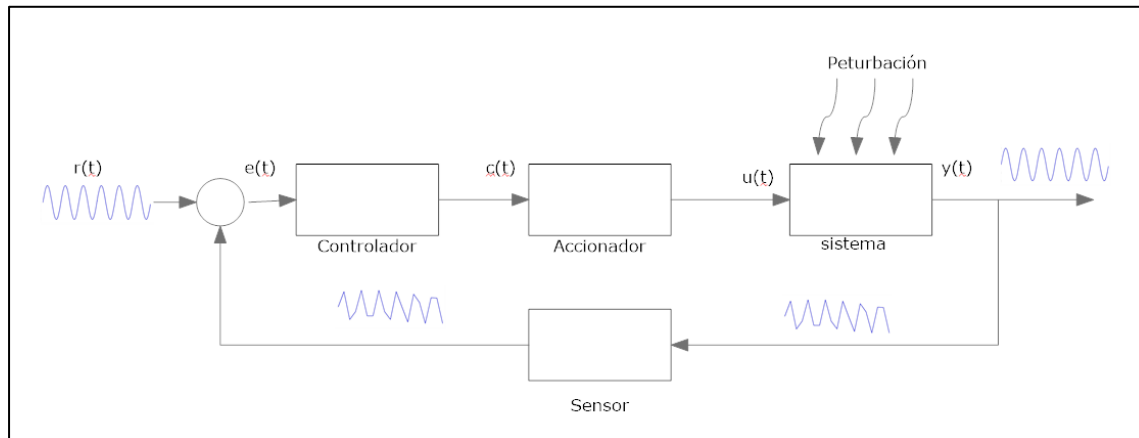 Peturbación
r(t)
e(t)
c(t)
u(t)
y(t)
Controlador
Accionador
sistema
Sensor